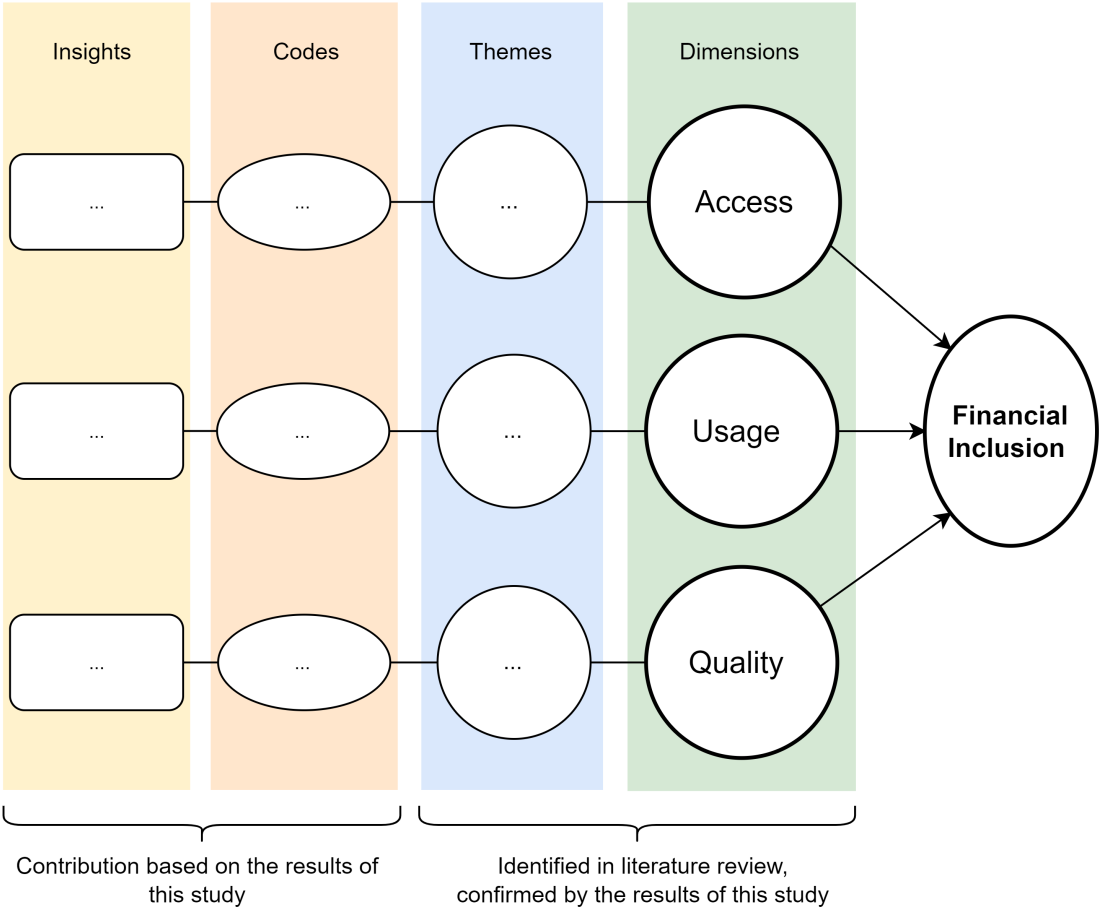 Insights
Codes
Themes
Dimensions
...
...
...
Access
...
...
...
Usage
Financial
Inclusion
...
...
...
Quality
Contribution based on the results of
this study
Identified in literature review,
confirmed by the results of this study